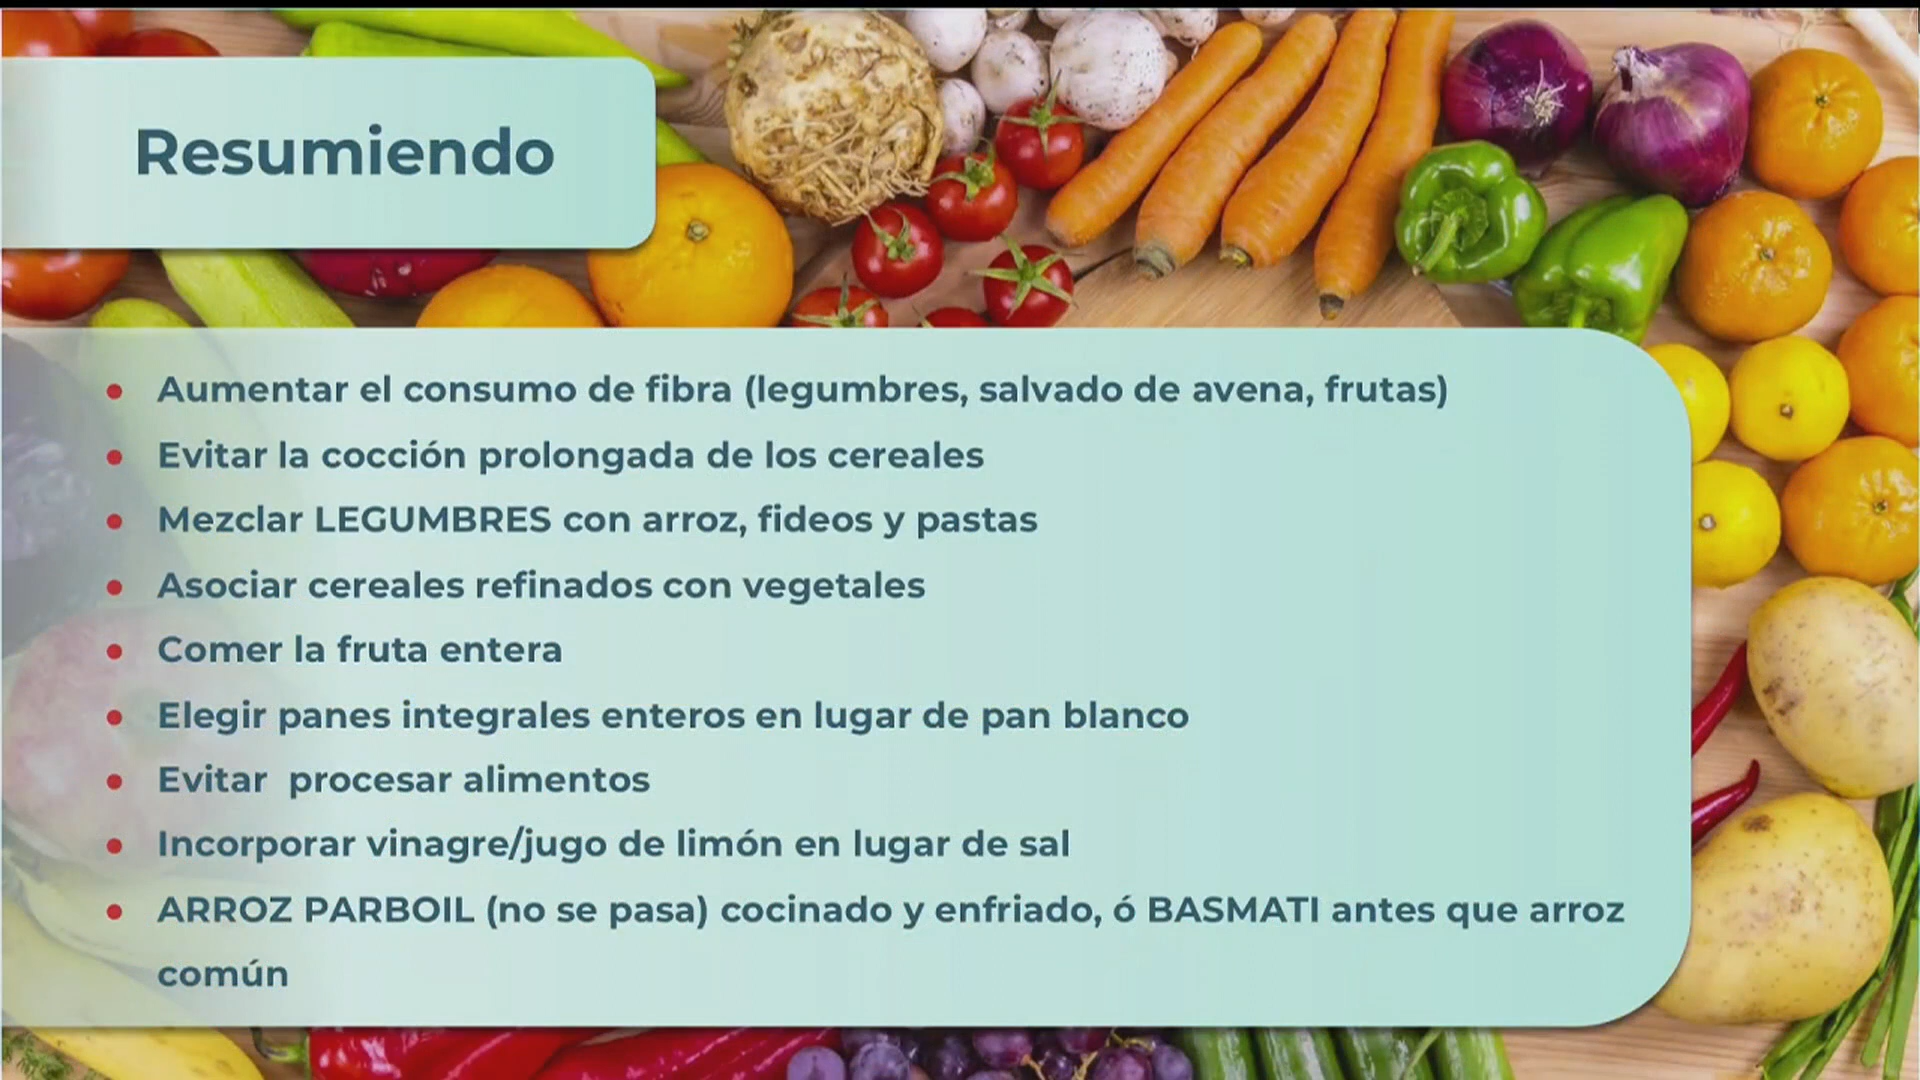 Resumiendo
• Aumentar el consumo de fibra (legumbres, salvado de avena, frutas)
• Evitar la cocción prolongada de los cereales
• Mezclar LEGUMBRES con arroz, fideos y pastas
• Asociar cereales refinados con vegetales
• Comer la fruta entera
• Elegir panes integrales enteros en lugar de pan blanco
• Evitar  procesar alimentos
• Incorporar vinagre/jugo de limón en lugar de sal
• ARROZ PARBOIL (no se pasa) cocinado y enfriado, ó BASMATI antes que arroz
común